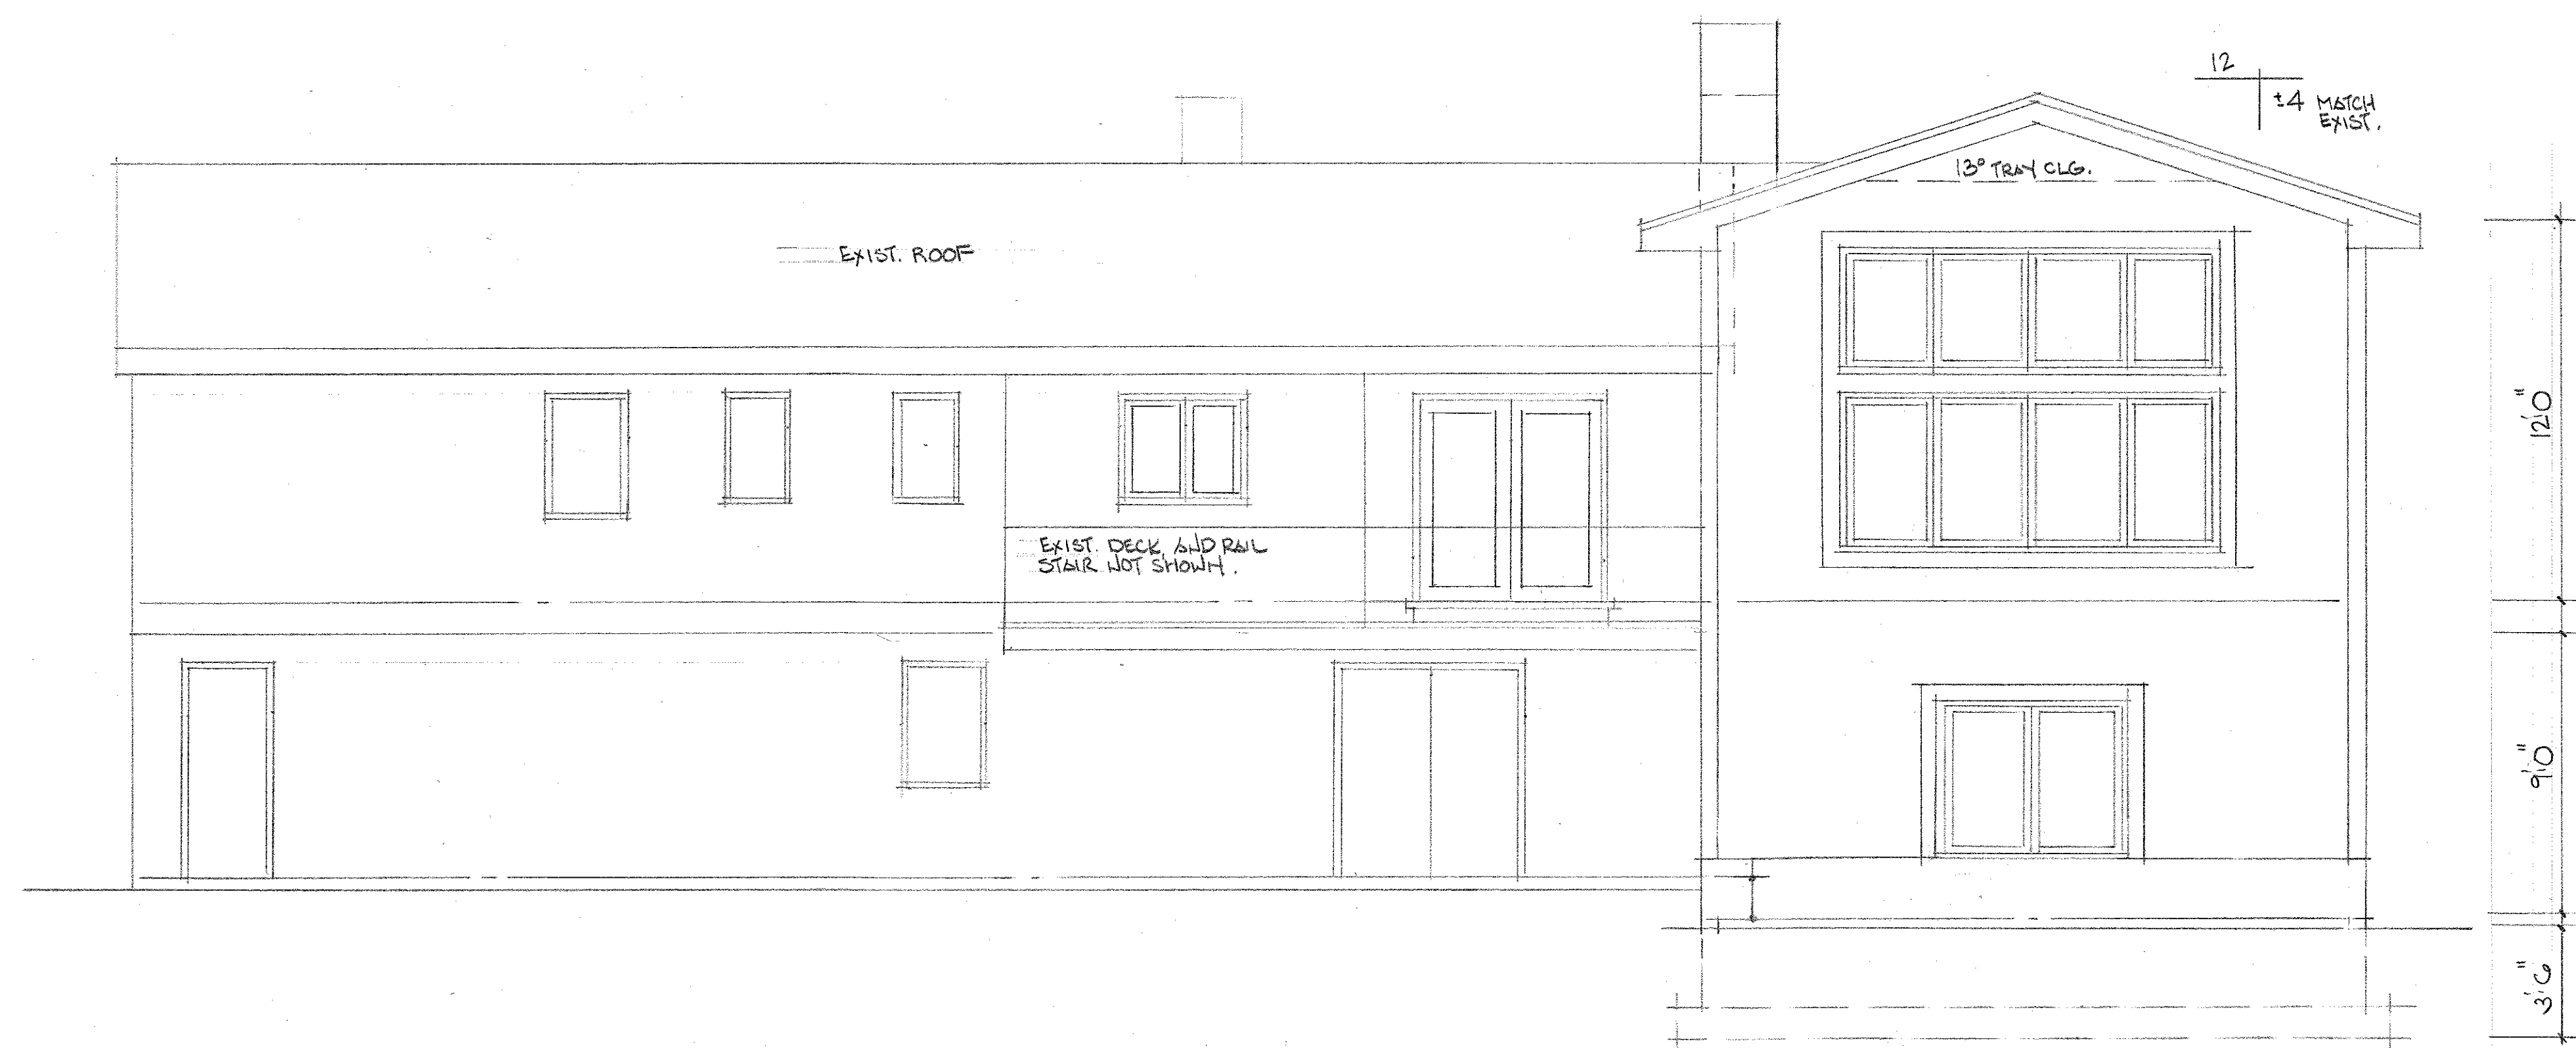 12
±4 MATCH
EXIST.
13° TRAY CLG.
EXIST. ROOF
12'0"
EXIST. DECK AND RAIL
STAIR NOT SHOWN.
9'0"
3'6"